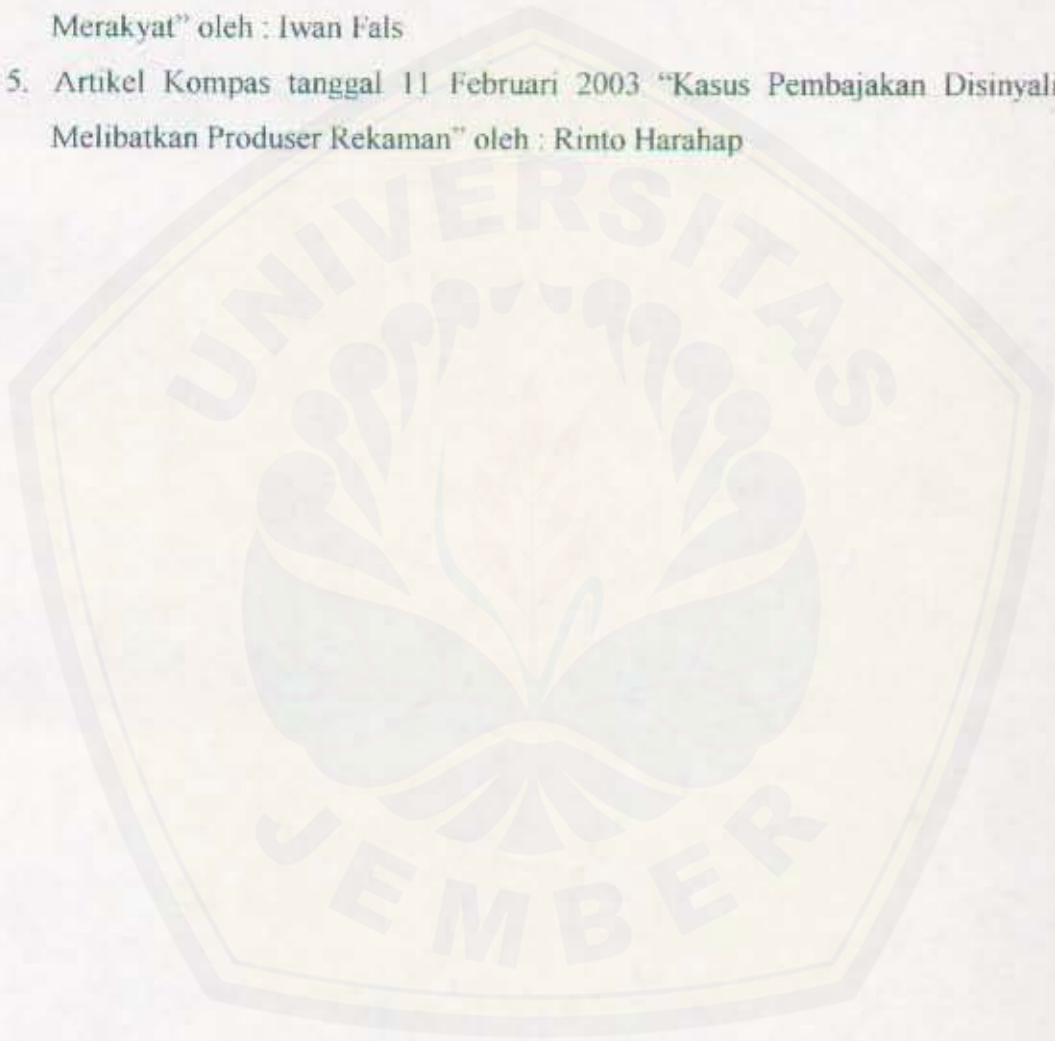 Merakyat” oleh : Iwan Fals
5. Artikel Kompas tanggal 11 Februari 2003 “Kasus Pembajakan Disinyali
Melibatkan Produser Rekaman” oleh : Rinto Harahap
UNIVERSITAS
JEMBER